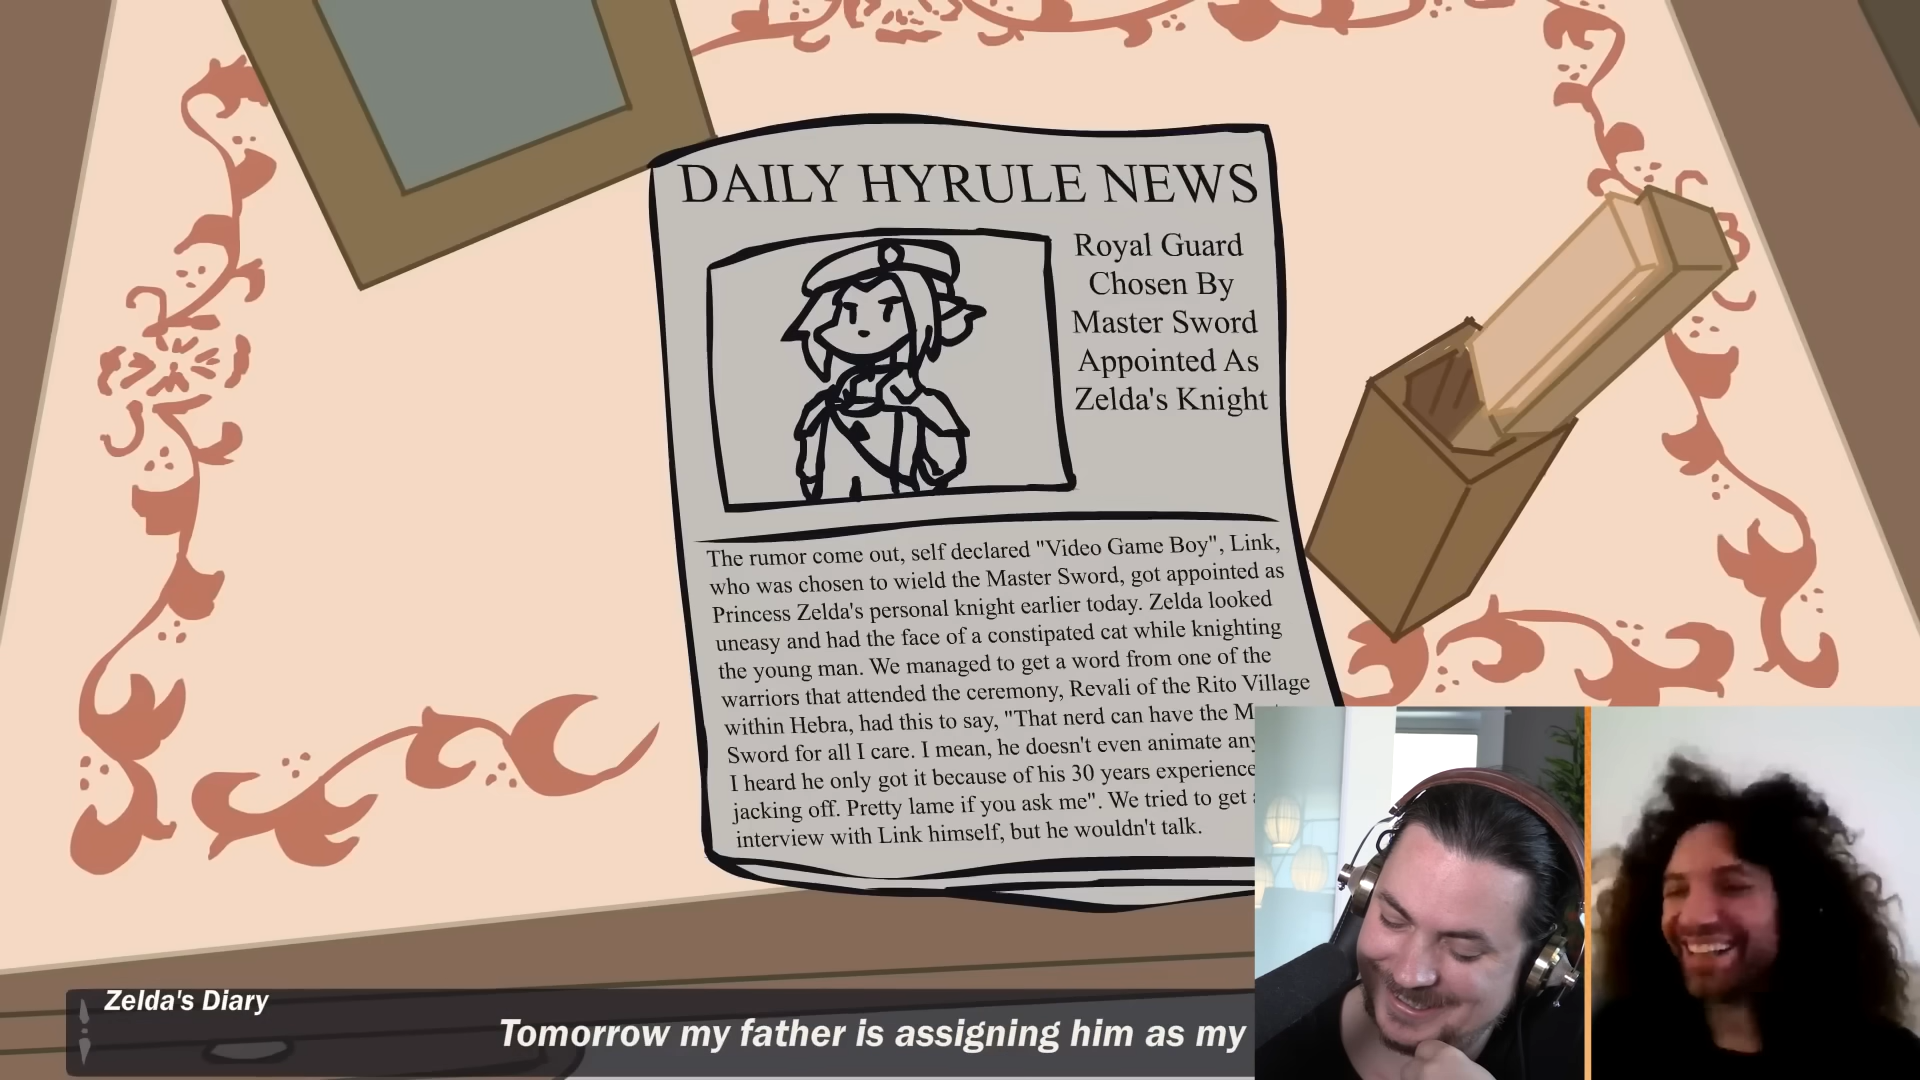 DAILY HYRULE NEWS
Royal Guard
Chosen By
Master Sword
Appointed As
Zelda's Knight
The rumor come out, self declared "Video Game Boy", Link,
who was chosen to wield the Master Sword, got appointed as
Princess Zelda's personal knight earlier today. Zelda looked
uneasy and had the face of a constipated cat while knighting
the young man. We managed to get a word from one of the
warriors that attended the ceremony, Revali of the Rito Village
within Hebra, had this to say, "That nerd can have the
Sword for all I care. I mean, he doesn't even animate
I heard he only got it because of his 30 years experience
jacking off. Pretty lame if you ask me". We tried to get
interview with Link himself, but he wouldn't talk.
Zelda's Diary
Tomorrow my father is assigning him as my